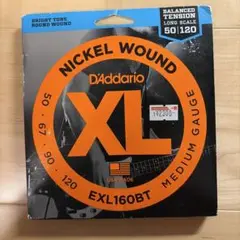 BRIGHT TONE
ROUND WOUND
BALANCED
TENSION
LONG SCALE
50 120
NICKEL WOUND
D'Addario
XL
50 · 67 · 90 · 120
MEDIUM GAUGE
EXL160BT